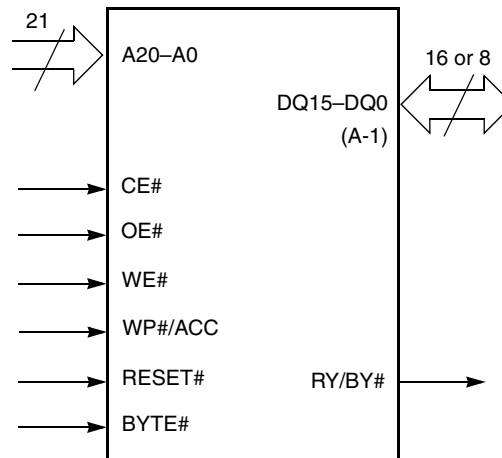 21
A20–A0
16 or 8
DQ15–DQ0
(A-1)
CE#
OE#
WE#
WP#/ACC
RESET#
RY/BY#
BYTE#